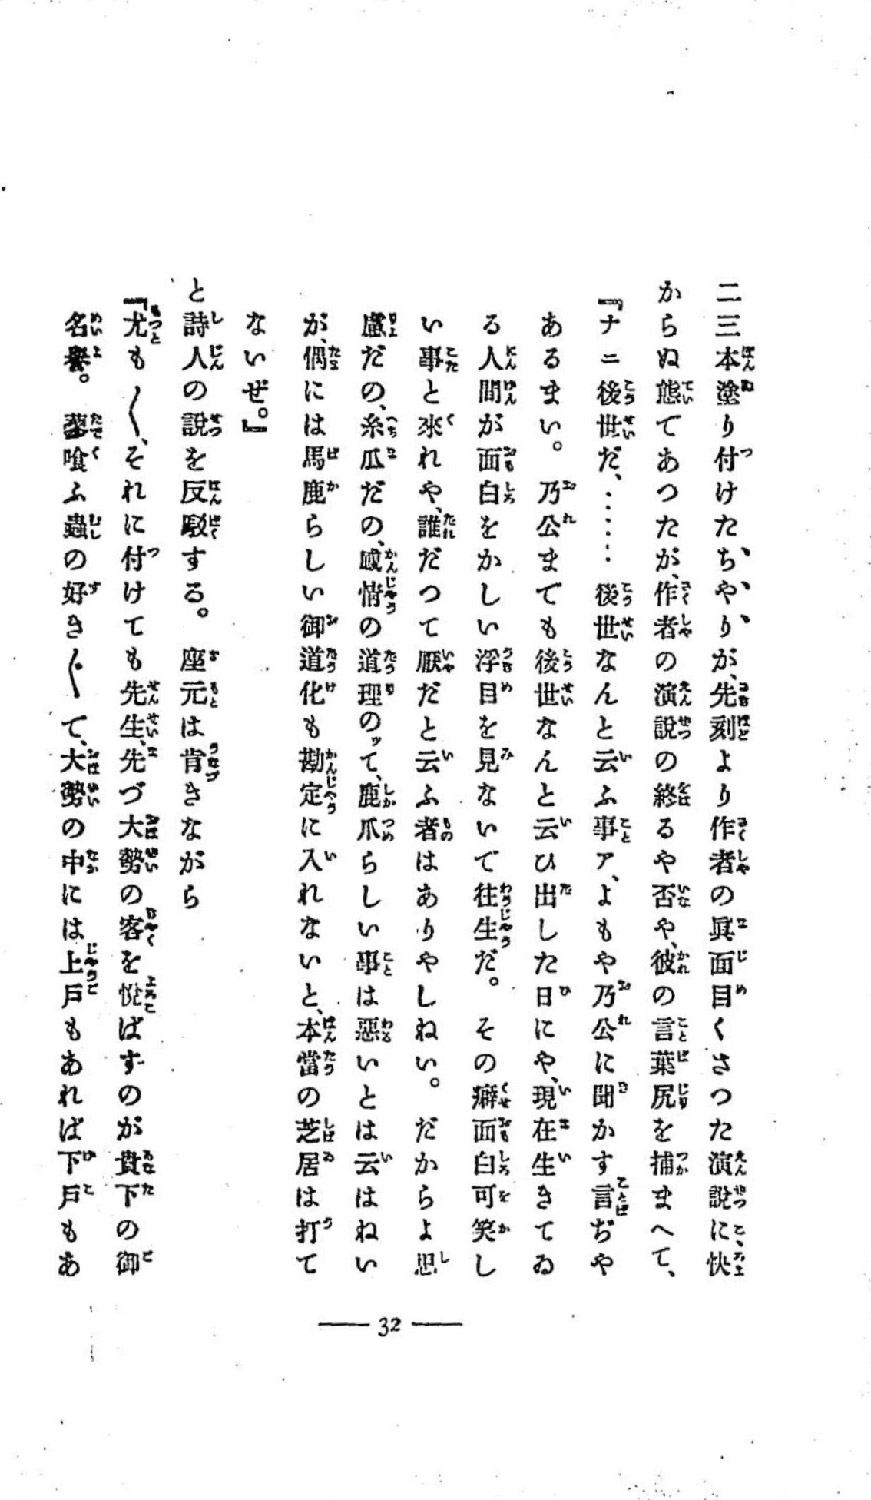 二三本塗り付けたちやりが、先刻より作者の眞面目くさつた演說に、快
からぬ態であつたが、作者の演說の終るや否や、彼の言葉尻を捕まへて、
『ナニ後世だ、‥‥‥後世なんと云ふ事ア、よもや乃公に聞かす言ぢや
あるまい。乃公までも後世なんと云ひ出した日にや、現在生きてゐ
る人間が面白をかしい浮目を見ないで往生だ。その癖面白可笑し
い事と來れや、誰だつて厭だと云ふ者はありやしねい。だからよ思
慮だの、糸瓜だの、感情の道理のッて、鹿爪らしい事は惡いとは云はねい
が、偶には馬鹿らしい御道化も勘定に入れないと、本當の芝居は打て
ないぜ。』
と詩人の說を反駁する。座元は肯きながら
『尤も〱、それに付けても先生、先づ大勢の客を悅ばすのが貴下の御
名譽。蓼喰ふ蟲の好き〲て、大勢の中には上戶もあれば下戶もあ
32